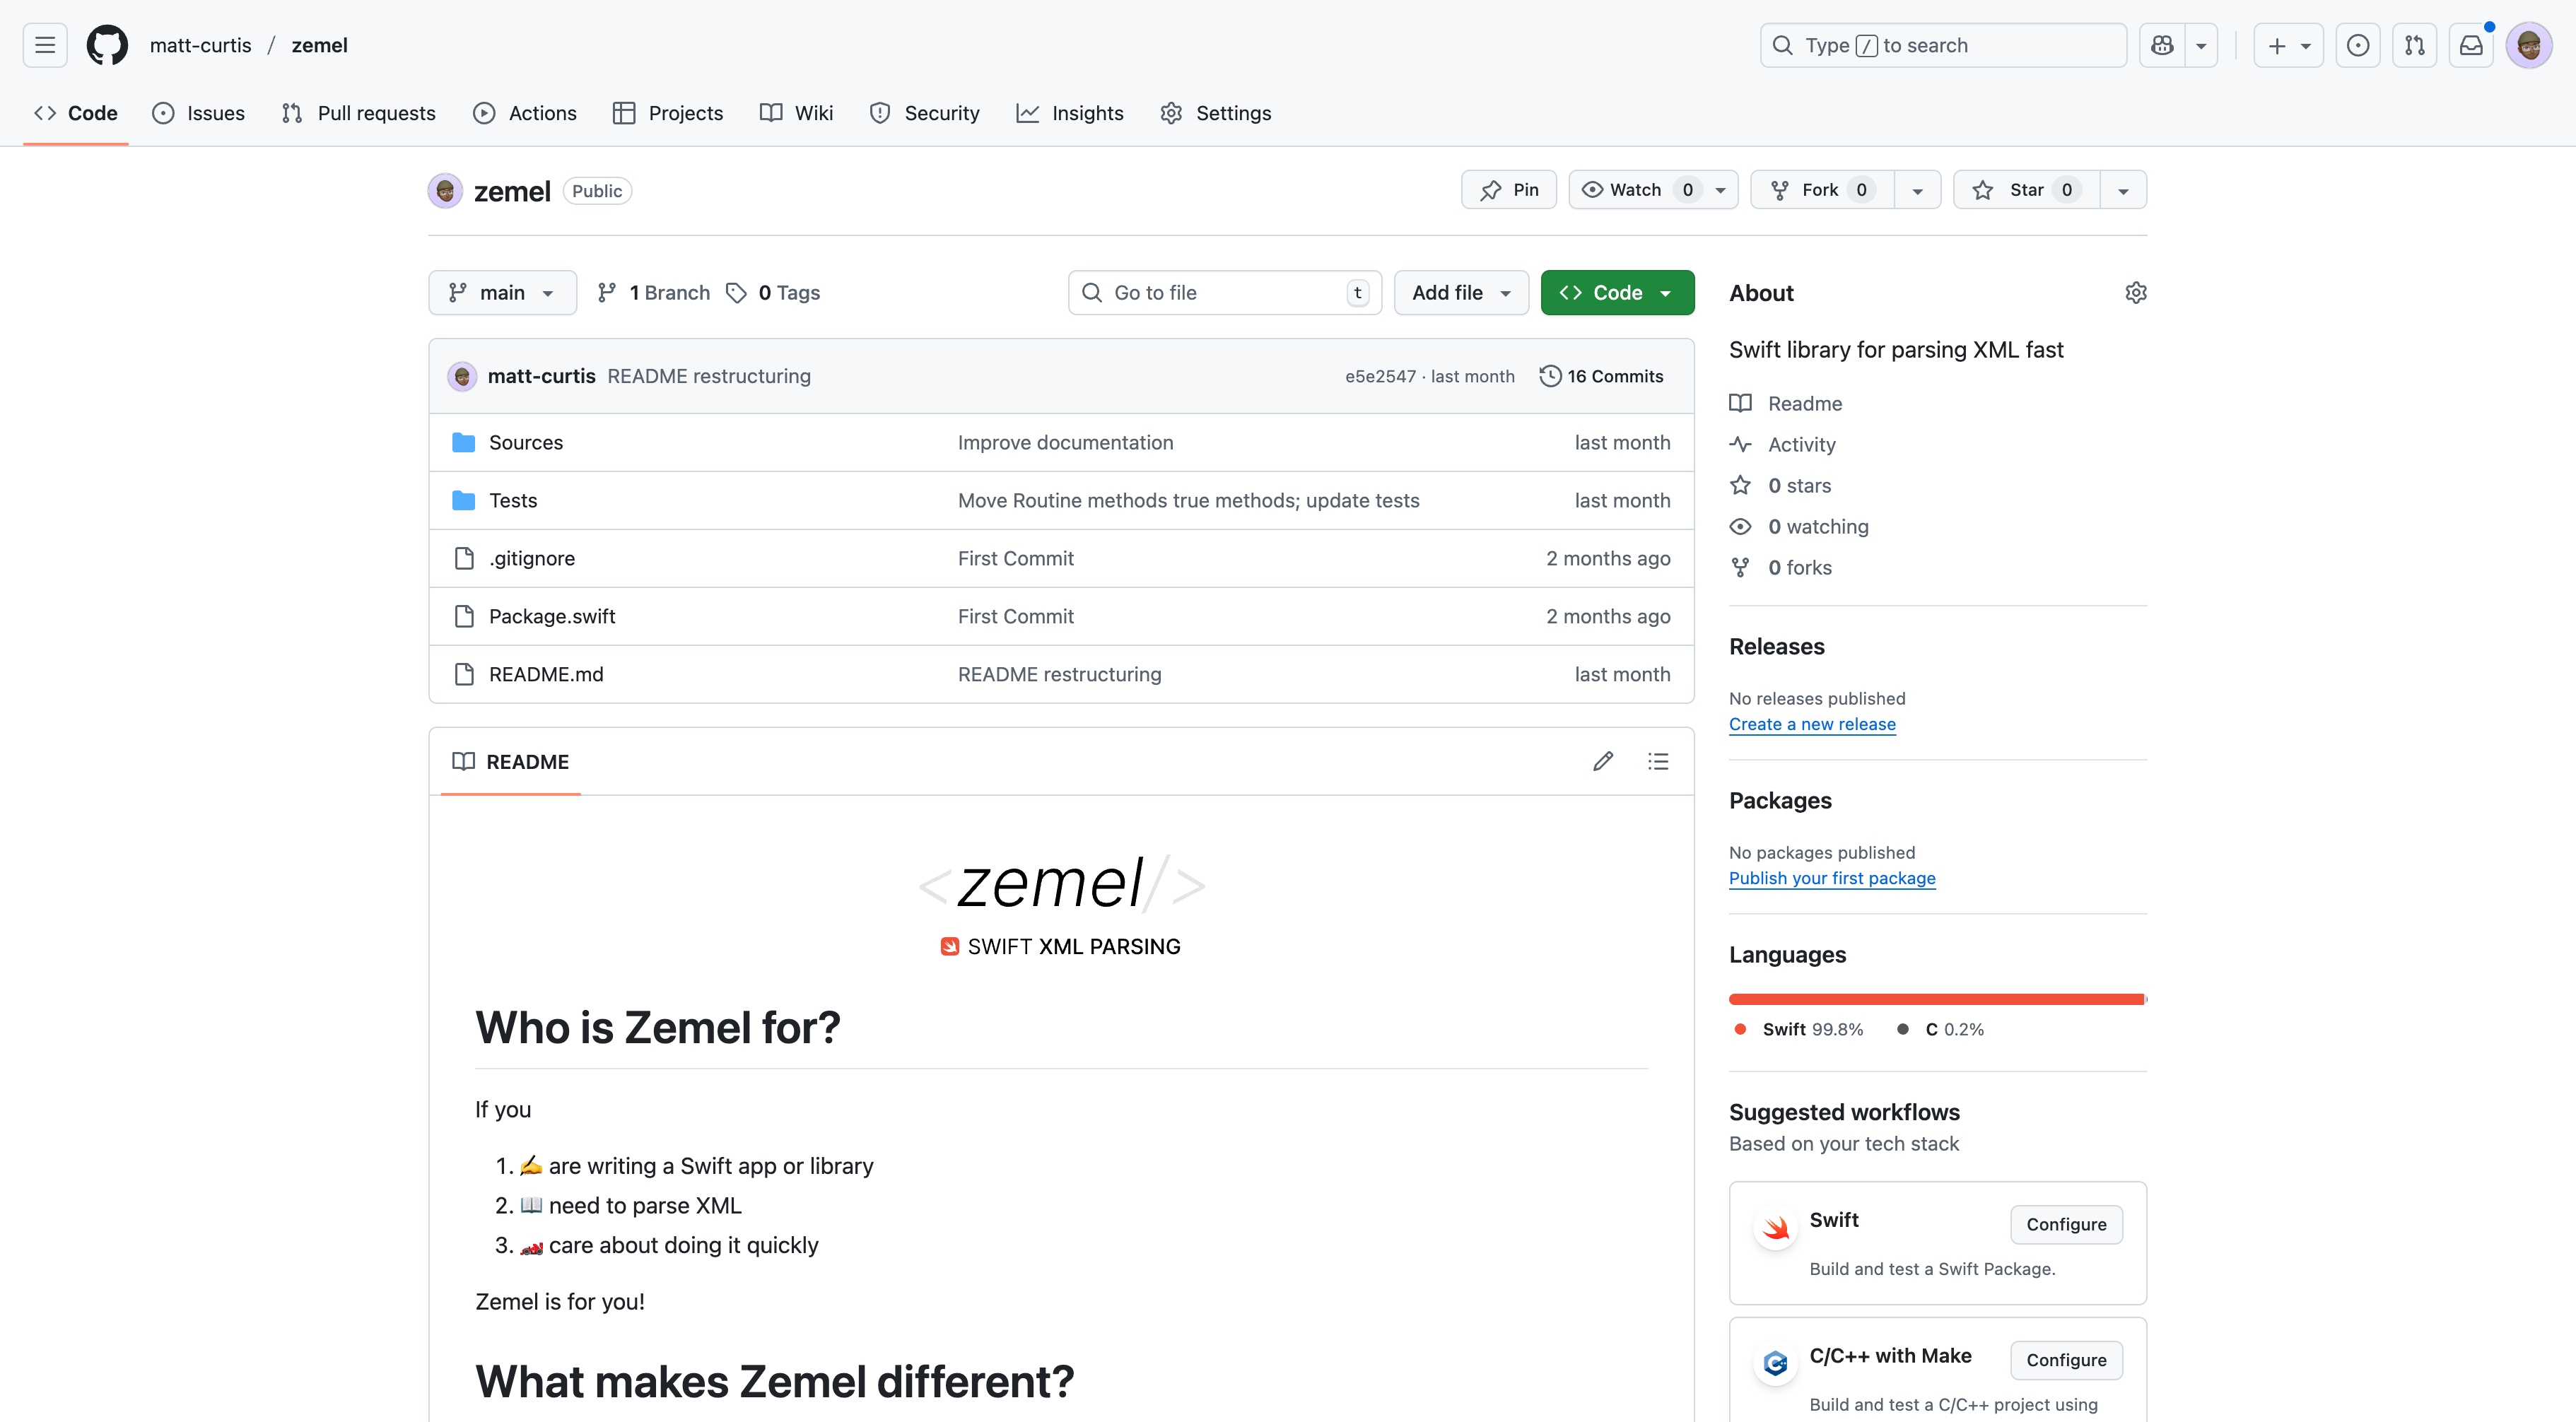 matt-curtis / zemel
Type / to search
Code Issues Pull requests Actions Projects Wiki Security Insights Settings
zemel Public
Pin Watch 0 Fork 0 Star 0
main 1 Branch 0 Tags Go to file t Add file Code
matt-curtis README restructuring e5e2547 · last month 16 Commits
Sources Improve documentation last month
Tests Move Routine methods true methods; update tests last month
.gitignore First Commit 2 months ago
Package.swift First Commit 2 months ago
README.md README restructuring last month
README
<zemel/>
SWIFT XML PARSING
Who is Zemel for?
If you
1. ✍️ are writing a Swift app or library
2. 📖 need to parse XML
3. 🏎️ care about doing it quickly
Zemel is for you!
What makes Zemel different?
About
Swift library for parsing XML fast
Readme
Activity
0 stars
0 watching
0 forks
Releases
No releases published
Create a new release
Packages
No packages published
Publish your first package
Languages
Swift 99.8% C 0.2%
Suggested workflows
Based on your tech stack
Swift Configure
Build and test a Swift Package.
C/C++ with Make Configure
Build and test a C/C++ project using